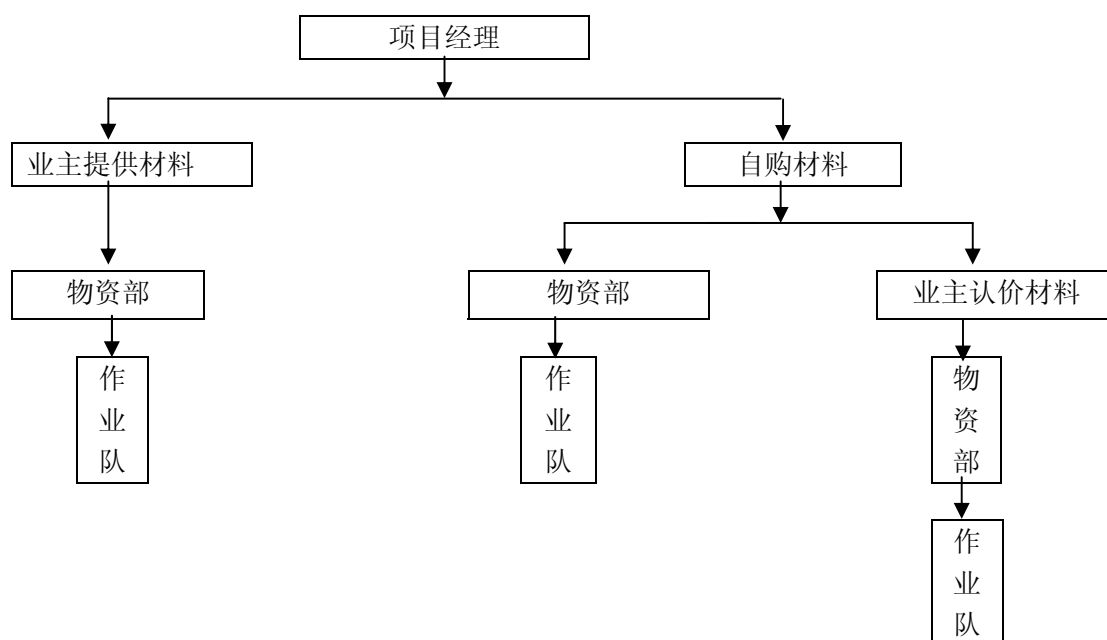 项目经理
业主提供材料
自购材料
物资部
物资部
业主认价材料
作
业
队
作
业
队
物
资
部
作
业
队